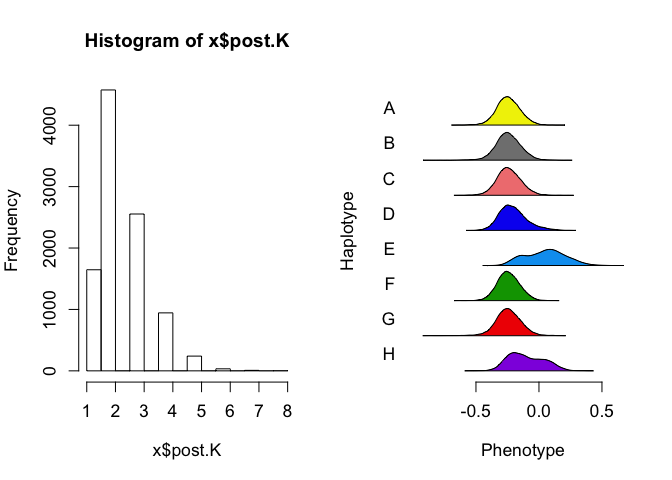 Histogram of x$post.K
Frequency
0
1000
2000
3000
4000
1 2 3 4 5 6 7 8
x$post.K
Haplotype
A
B
C
D
E
F
G
H
-0.5 0.0 0.5
Phenotype